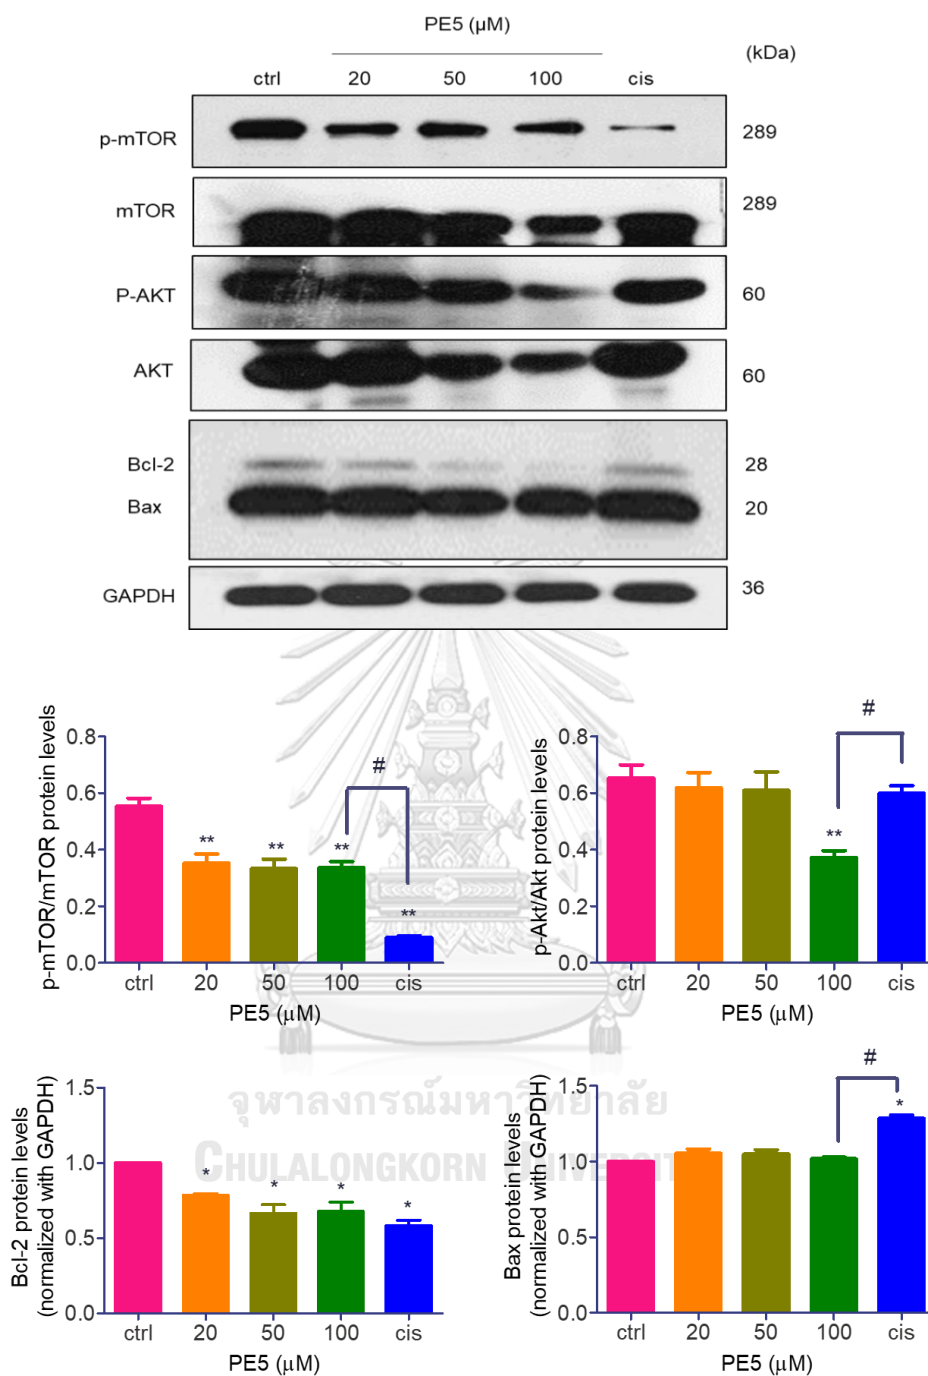 PE5 (µM)
(kDa)
ctrl 20 50 100 cis
p-mTOR 289
mTOR 289
P-AKT 60
AKT 60
Bcl-2 28
Bax 20
GAPDH 36
p-mTOR/mTOR protein levels
0.8
0.6
0.4
0.2
0.0
** ** ** # **
ctrl 20 50 100 cis
PE5 (µM)
p-Akt/Akt protein levels
0.8
0.6
0.4
0.2
0.0
** #
ctrl 20 50 100 cis
PE5 (µM)
Bcl-2 protein levels
(normalized with GAPDH)
1.5
1.0
0.5
0.0
* * * *
ctrl 20 50 100 cis
PE5 (µM)
Bax protein levels
(normalized with GAPDH)
1.5
1.0
0.5
0.0
# *
ctrl 20 50 100 cis
PE5 (µM)
จุฬาลงกรณ์มหาวิทยาลัย
CHULALONGKORN UNIVERSIT